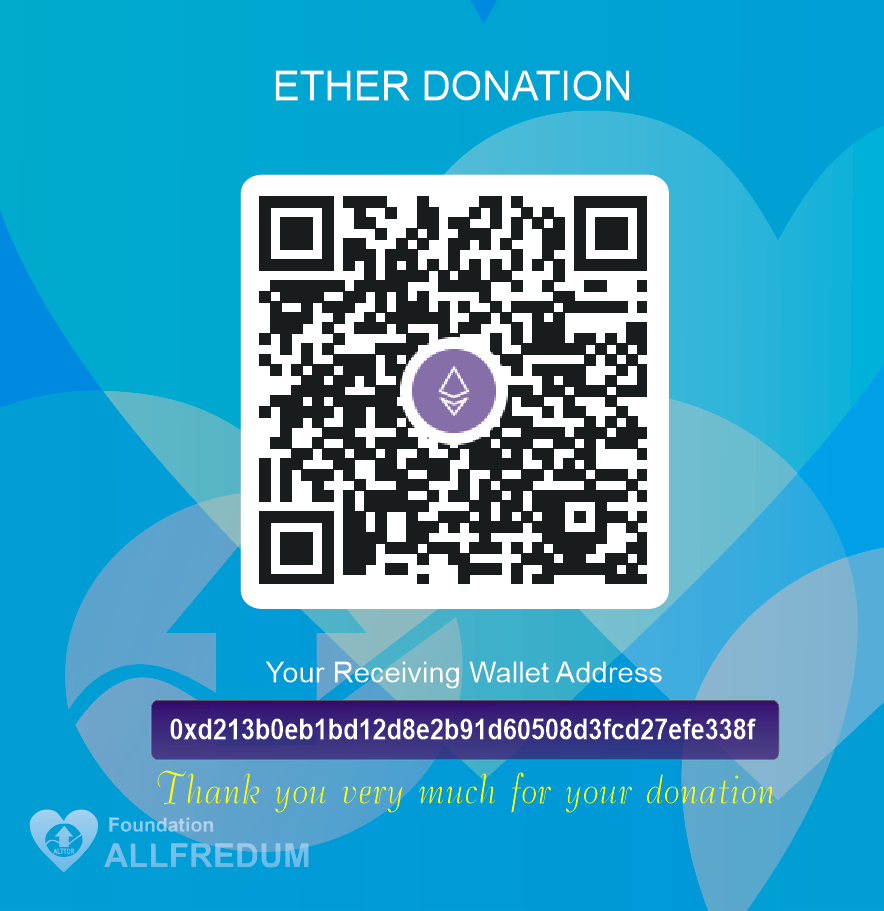 ETHER DONATION
Your Receiving Wallet Address
0xd213b0eb1bd12d8e2b91d60508d3fcd27efe338f
Thank you very much for your donation
Foundation
ALLFREDUM